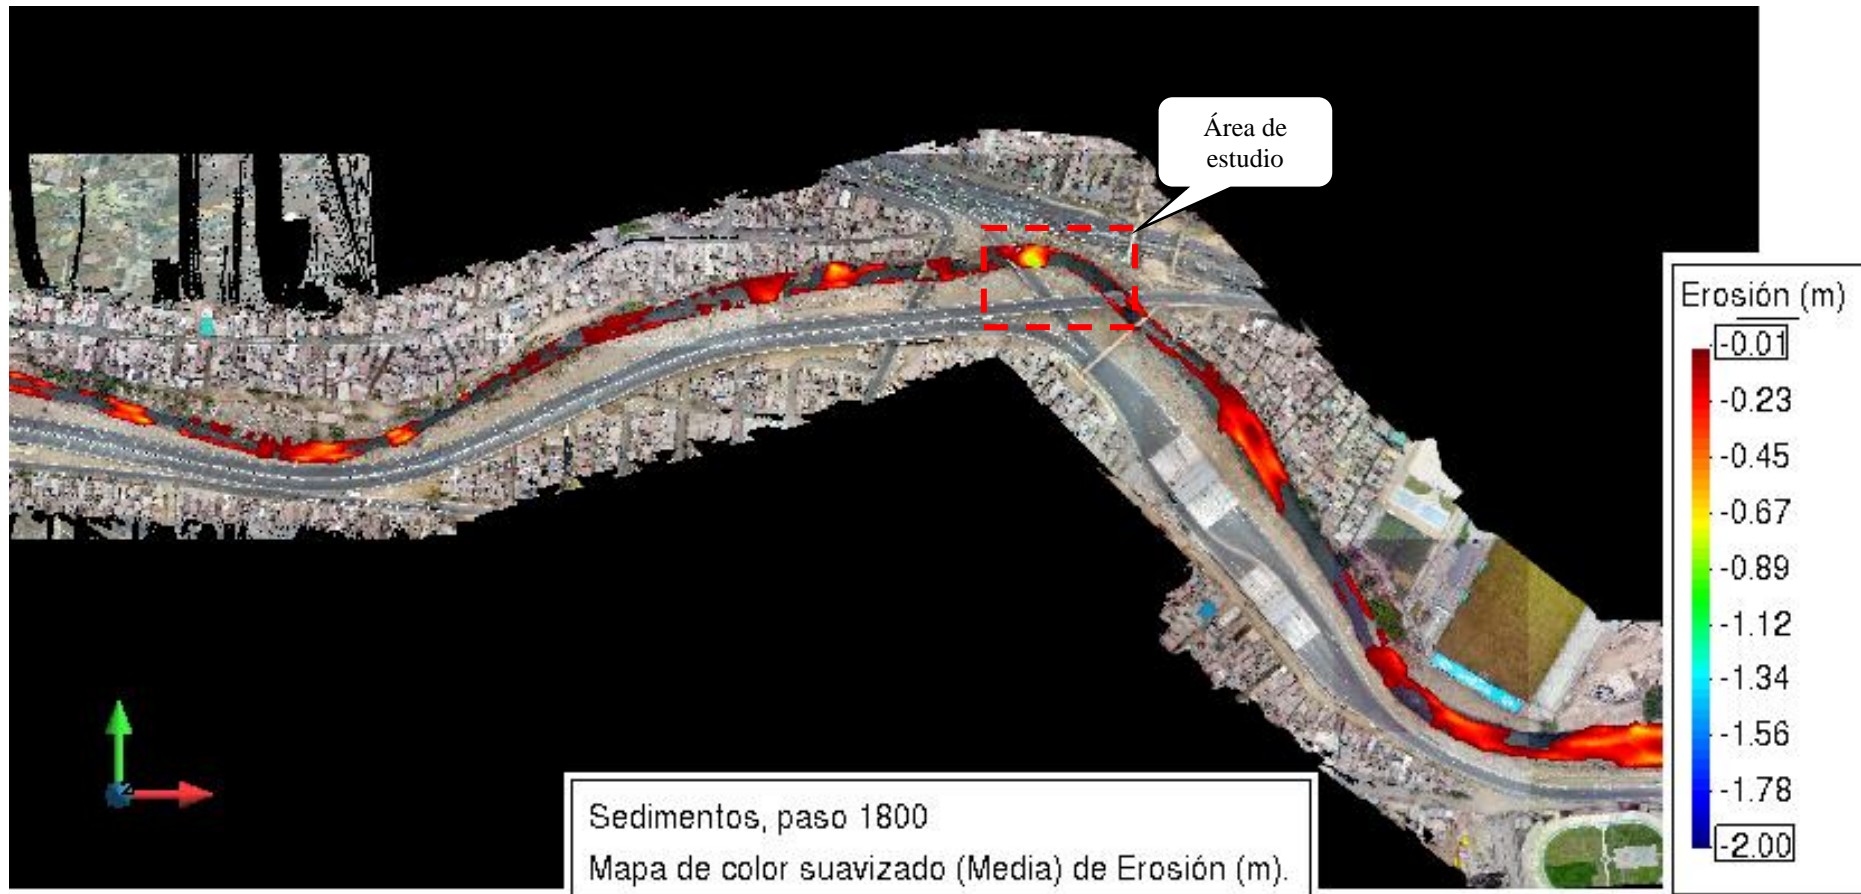 Área de
estudio
Erosión (m)
-0.01
-0.23
-0.45
-0.67
-0.89
-1.12
-1.34
-1.56
-1.78
-2.00
Sedimentos, paso 1800
Mapa de color suavizado (Media) de Erosión (m).